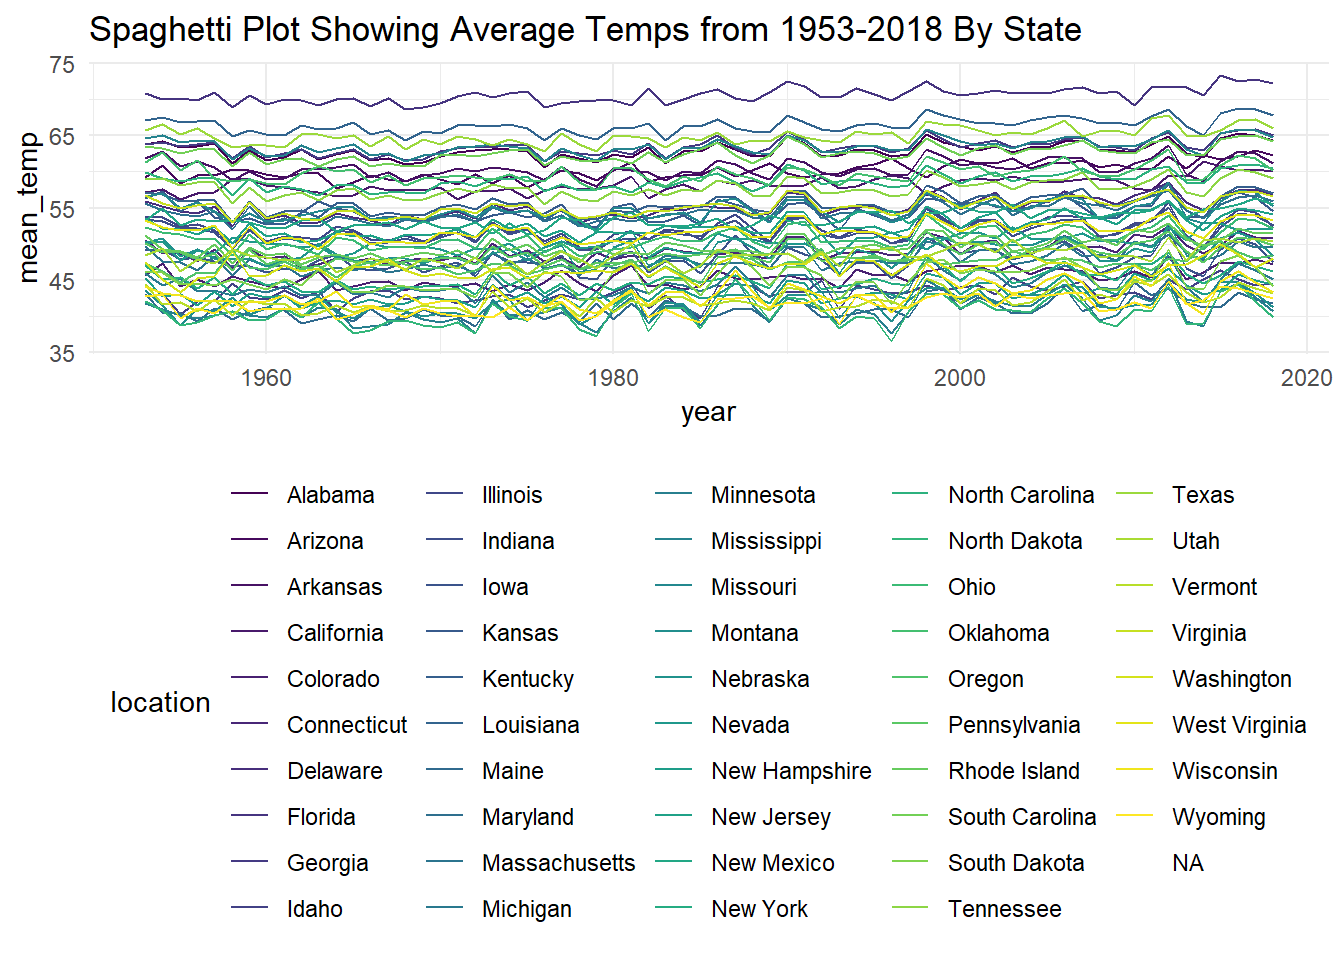 Spaghetti Plot Showing Average Temps from 1953-2018 By State
75
65
55
45
35
mean_temp
1960 1980 2000 2020
year
location
Alabama Illinois Minnesota North Carolina Texas
Arizona Indiana Mississippi North Dakota Utah
Arkansas Iowa Missouri Ohio Vermont
California Kansas Montana Oklahoma Virginia
Colorado Kentucky Nebraska Oregon Washington
Connecticut Louisiana Nevada Pennsylvania West Virginia
Delaware Maine New Hampshire Rhode Island Wisconsin
Florida Maryland New Jersey South Carolina Wyoming
Georgia Massachusetts New Mexico South Dakota NA
Idaho Michigan New York Tennessee